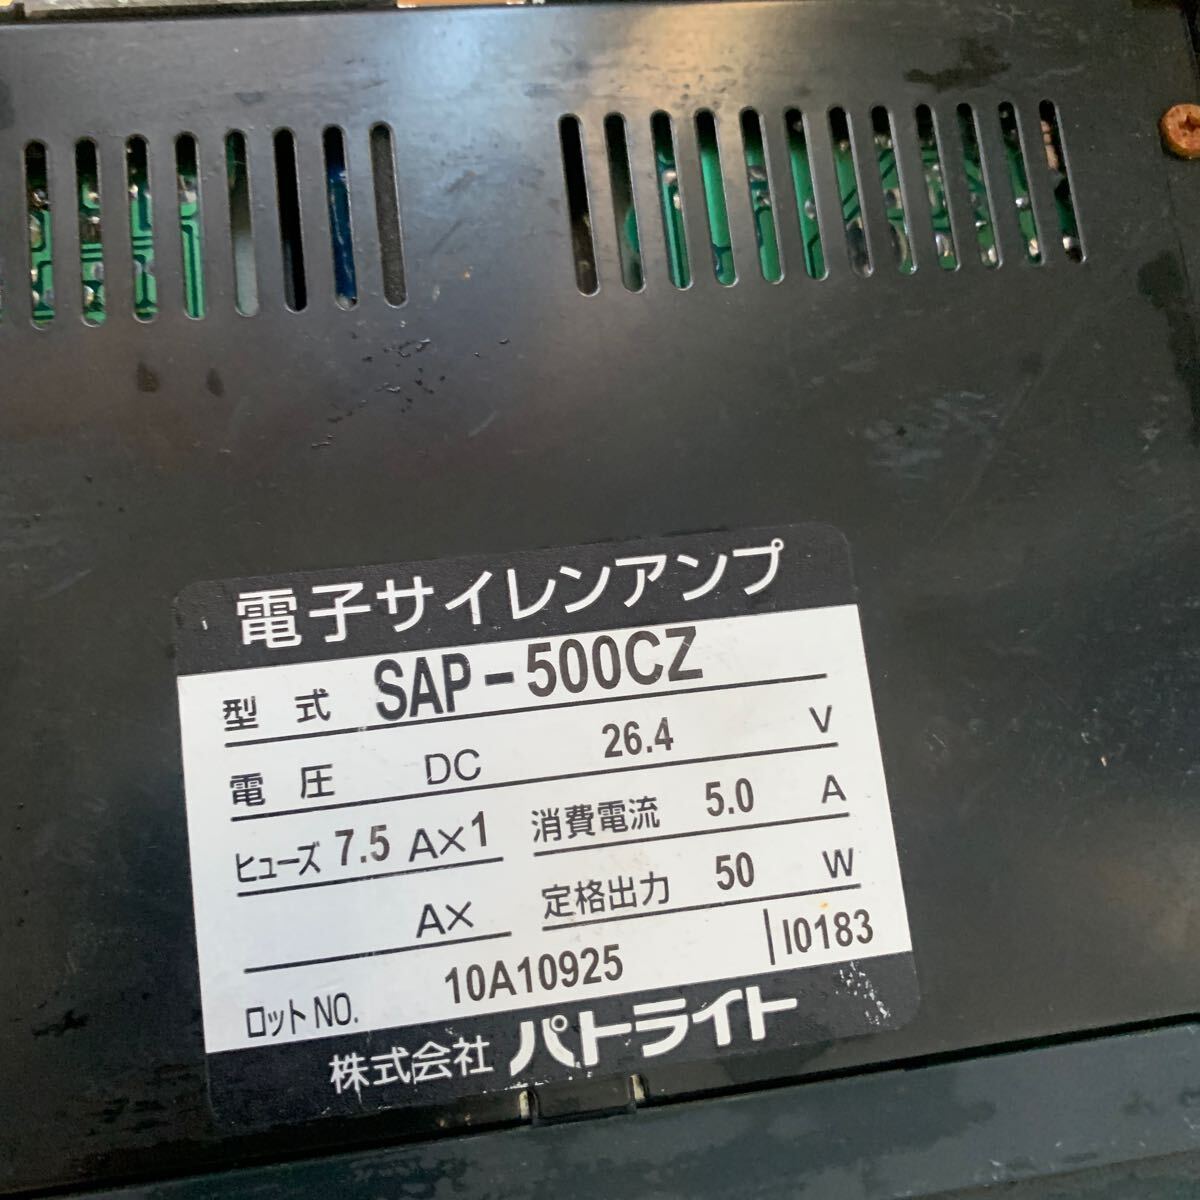 電子サイレンアンプ
型式 SAP-500CZ
電圧 DC 26.4 V
ヒューズ 7.5 A×1 消費電流 5.0 A
A× 定格出力 50 W
ロットNO. 10A10925 I0183
株式会社 パトライト